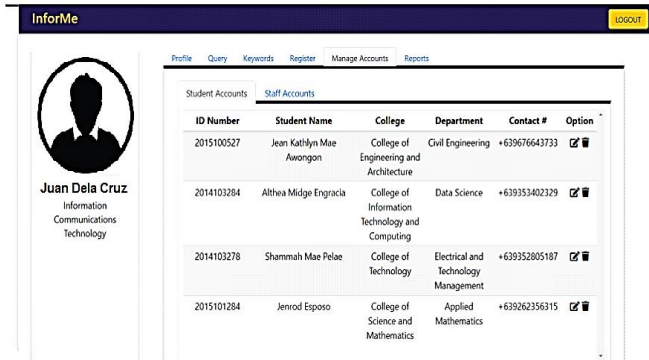 InforMe
LOGOUT
Profile Query Keywords Register Manage Accounts Reports
Student Accounts Staff Accounts
Juan Dela Cruz
Information
Communications
Technology
ID Number Student Name College Department Contact # Option
2015100527 Jean Kathlyn Mae College of Civil Engineering +639676643733
Awongon Engineering and
Architecture
2014103284 Althea Midge Engracia College of Data Science +639353402329
Information
Technology and
Computing
2014103278 Shammah Mae Pelae College of Electrical and +639352805187
Technology Technology
Management
2015101284 Jenrod Esposo College of Applied +639262356315
Science and Mathematics
Mathematics